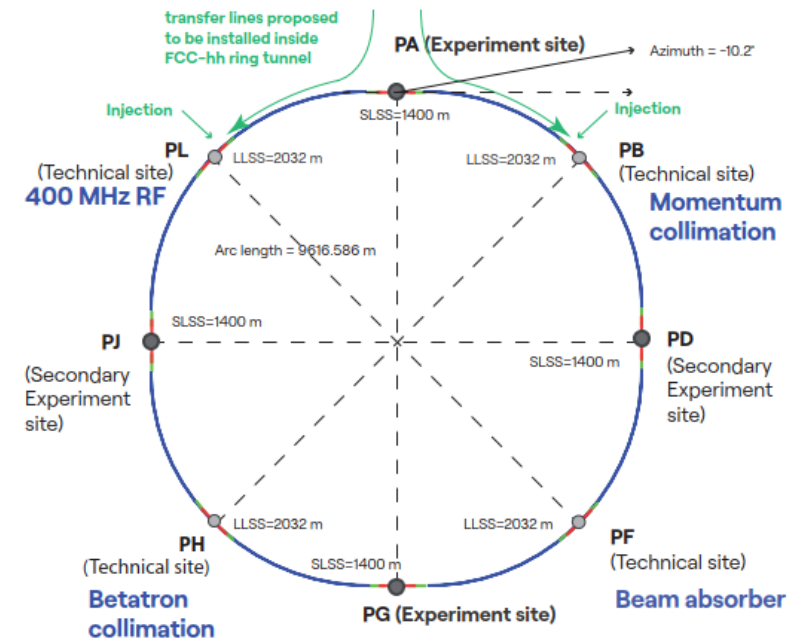 transfer lines proposed
to be installed inside
FCC-hh ring tunnel
PA (Experiment site)
Azimuth = -10.2°
Injection
SLSS=1400 m
Injection
PL
(Technical site)
400 MHz RF
LLSS=2032 m
LLSS=2032 m
PB
(Technical site)
Momentum
collimation
Arc length = 9616.586 m
SLSS=1400 m
PJ
(Secondary
Experiment
site)
SLSS=1400 m
PD
(Secondary
Experiment
site)
LLSS=2032 m
LLSS=2032 m
PH
(Technical site)
Betatron
collimation
SLSS=1400 m
PF
(Technical site)
Beam absorber
PG (Experiment site)